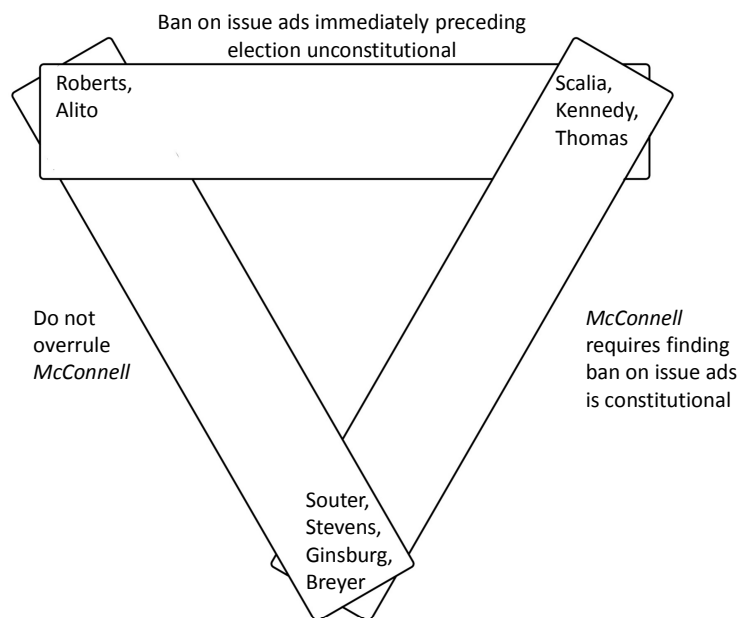 Ban on issue ads immediately preceding
election unconstitutional
Roberts,
Alito
Scalia,
Kennedy,
Thomas
Do not
overrule
McConnell
McConnell
requires finding
ban on issue ads
is constitutional
Souter,
Stevens,
Ginsburg,
Breyer